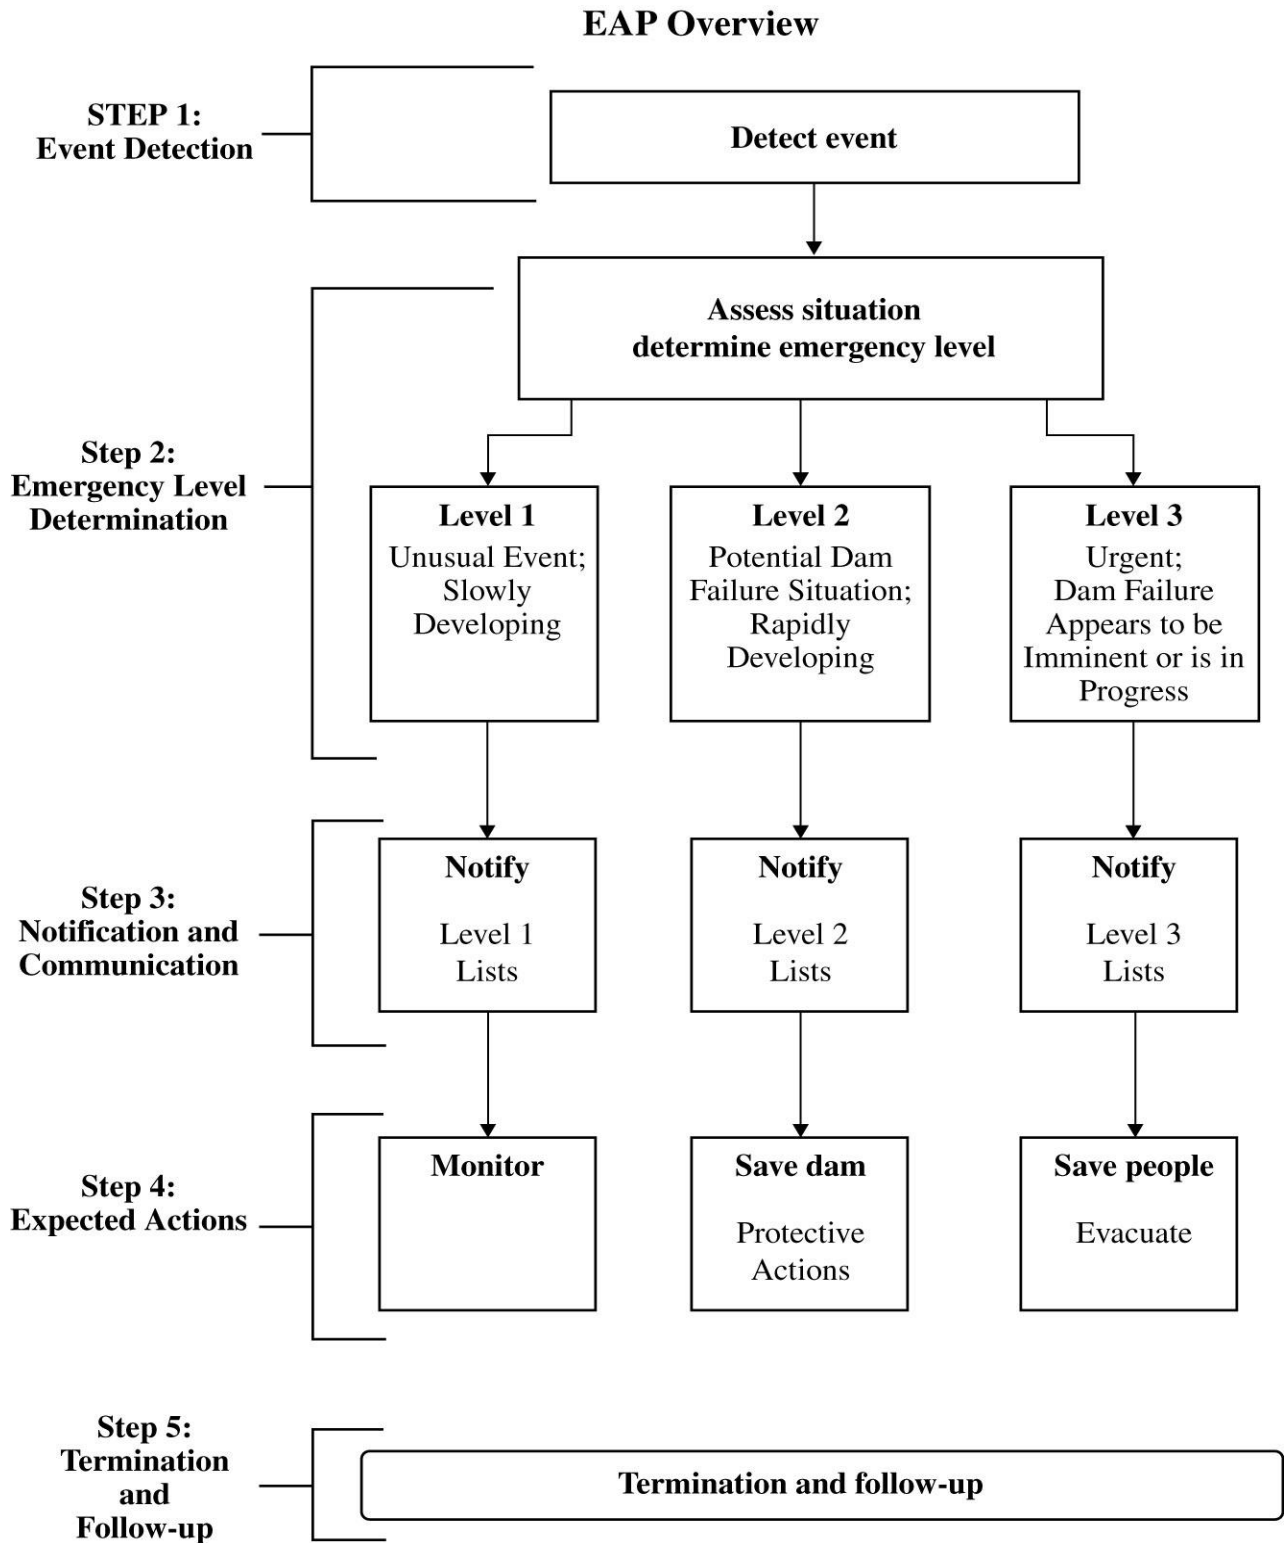 EAP Overview
STEP 1:
Event Detection
Detect event
Step 2:
Emergency Level
Determination
Assess situation
determine emergency level
Level 1
Unusual Event;
Slowly
Developing
Level 2
Potential Dam
Failure Situation;
Rapidly
Developing
Level 3
Urgent;
Dam Failure
Appears to be
Imminent or is in
Progress
Step 3:
Notification and
Communication
Notify
Level 1
Lists
Notify
Level 2
Lists
Notify
Level 3
Lists
Step 4:
Expected Actions
Monitor
Save dam
Protective
Actions
Save people
Evacuate
Step 5:
Termination
and
Follow-up
Termination and follow-up